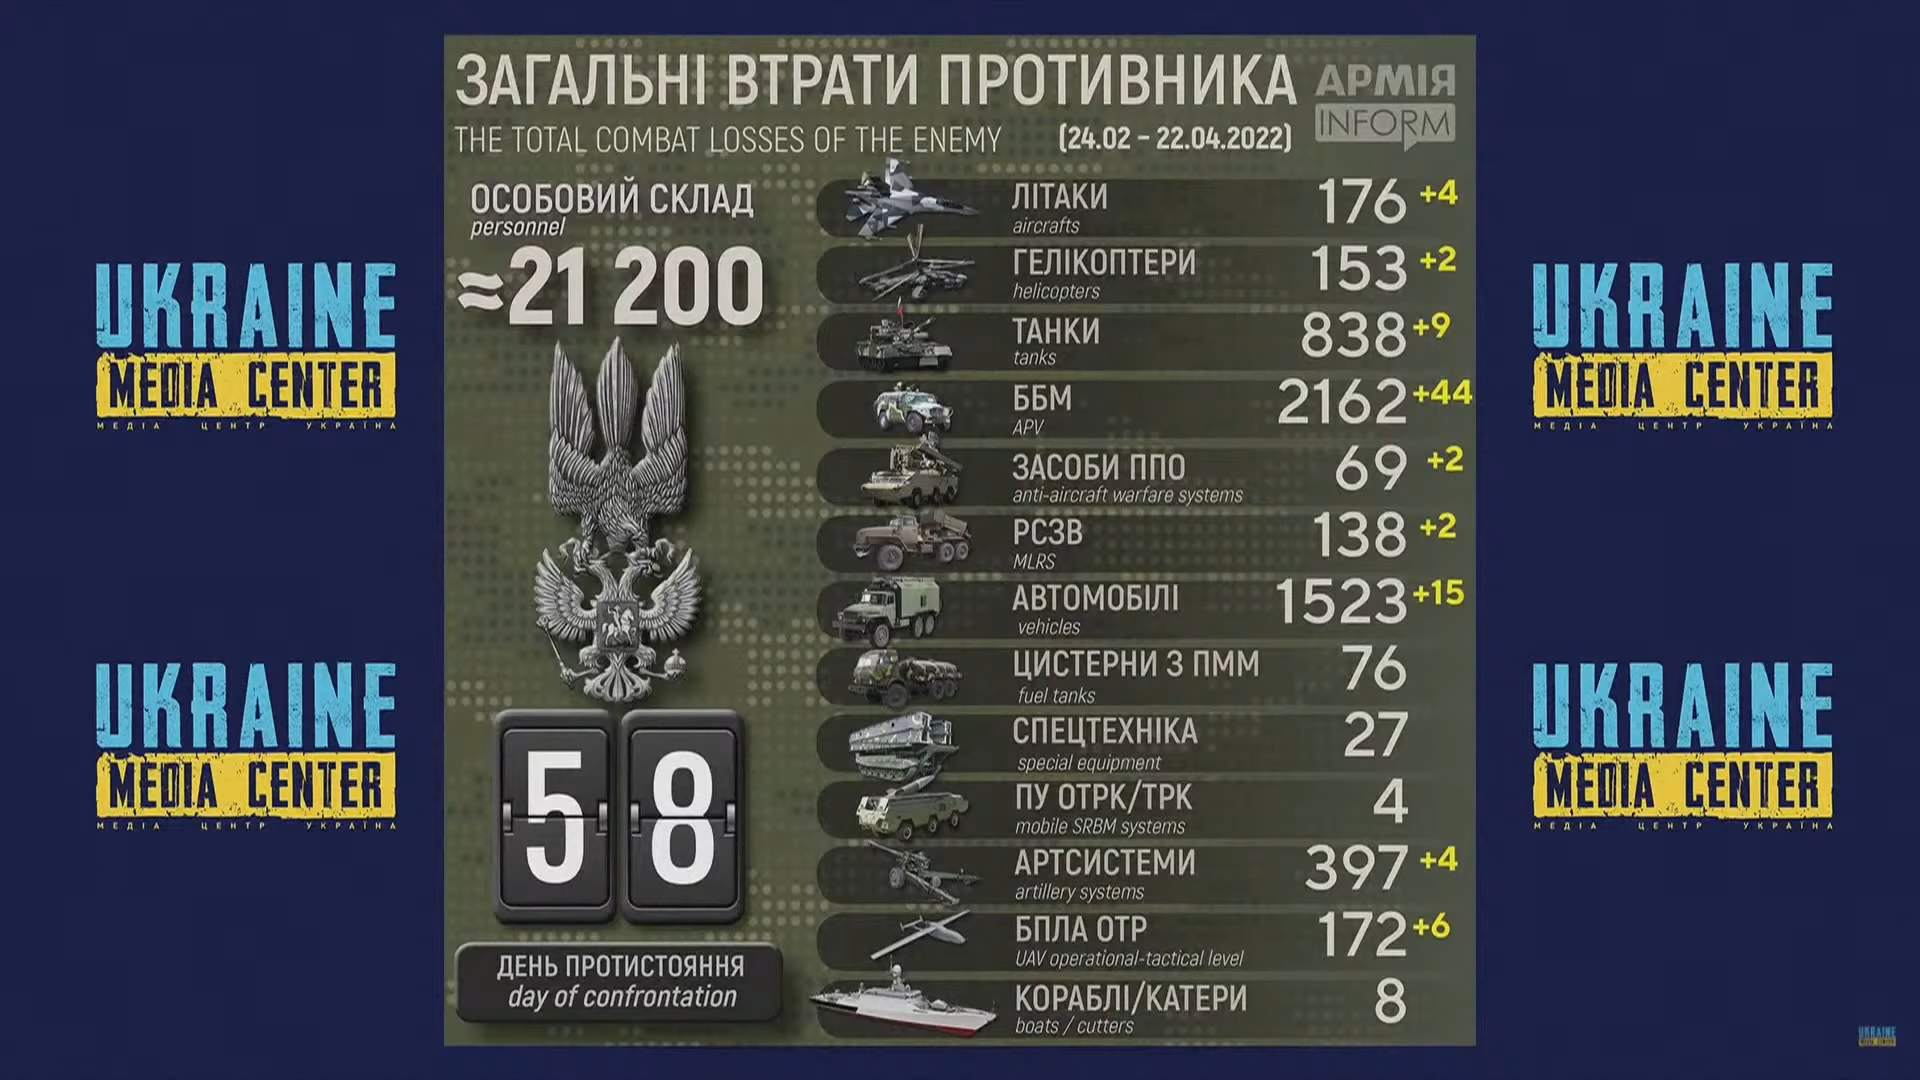 ЗАГАЛЬНІ ВТРАТИ ПРОТИВНИКА
АРМІЯ
INFORM
THE TOTAL COMBAT LOSSES OF THE ENEMY
(24.02 – 22.04.2022)
ОСОБОВИЙ СКЛАД
personnel
≈21 200
ЛІТАКИ 176 +4
aircrafts
ГЕЛІКОПТЕРИ 153 +2
helicopters
ТАНКИ 838 +9
tanks
ББМ 2162 +44
APV
ЗАСОБИ ППО 69 +2
anti-aircraft warfare systems
РСЗВ 138 +2
MLRS
АВТОМОБІЛІ 1523 +15
vehicles
ЦИСТЕРНИ З ПММ 76
fuel tanks
СПЕЦТЕХНІКА 27
special equipment
ПУ ОТРК/ТРК 4
mobile SRBM systems
АРТСИСТЕМИ 397 +4
artillery systems
БПЛА ОТР 172 +6
UAV operational-tactical level
КОРАБЛІ/КАТЕРИ 8
boats / cutters
58
ДЕНЬ ПРОТИСТОЯННЯ
day of confrontation
UKRAINE
MEDIA CENTER
МЕДІА ЦЕНТР УКРАЇНА
UKRAINE
MEDIA CENTER
МЕДІА ЦЕНТР УКРАЇНА
UKRAINE
MEDIA CENTER
МЕДІА ЦЕНТР УКРАЇНА
UKRAINE
MEDIA CENTER
МЕДІА ЦЕНТР УКРАЇНА
UKRAINE
MEDIA CENTER